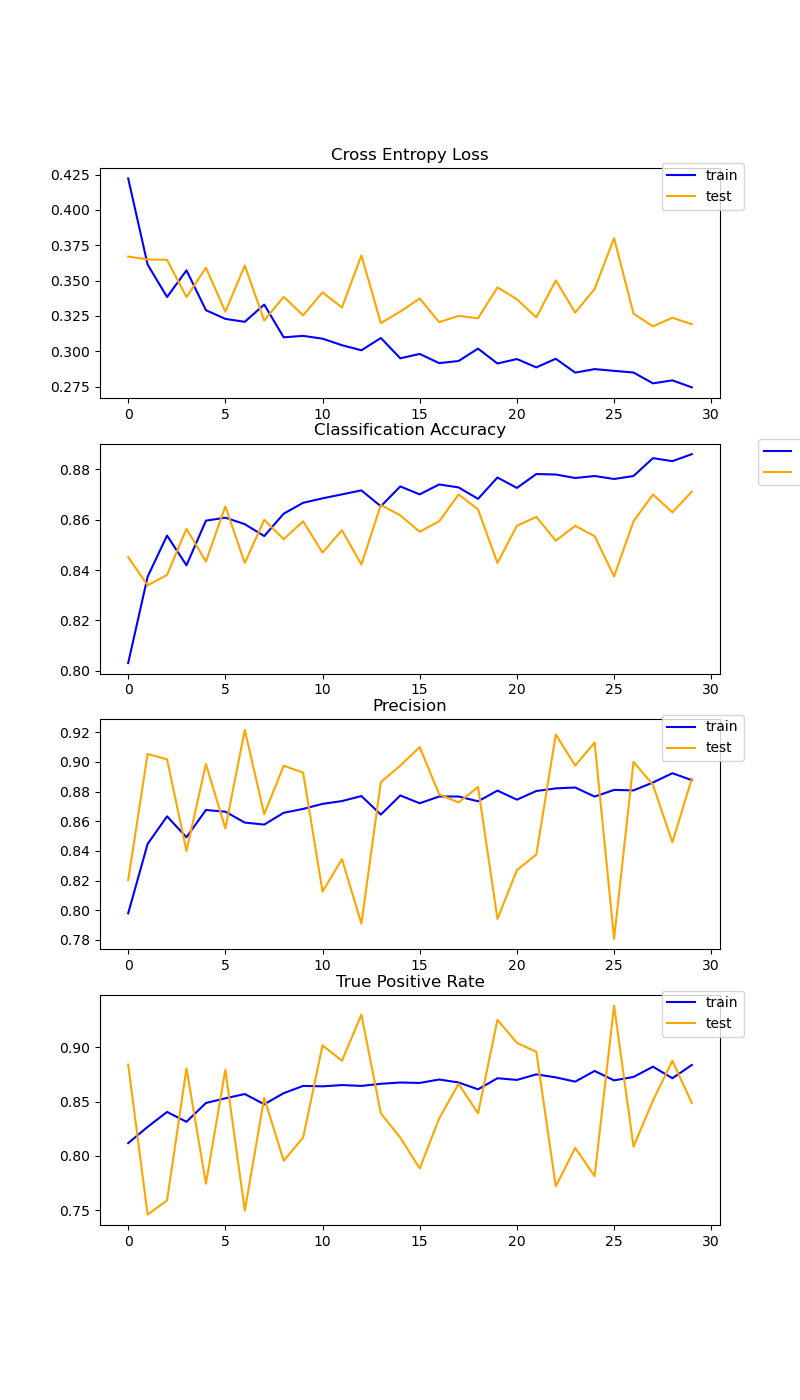 Cross Entropy Loss
0.425
0.400
0.375
0.350
0.325
0.300
0.275
train
test
0 5 10 15 20 25 30
Classification Accuracy
0.88
0.86
0.84
0.82
0.80
0 5 10 15 20 25 30
Precision
0.92
0.90
0.88
0.86
0.84
0.82
0.80
0.78
train
test
0 5 10 15 20 25 30
True Positive Rate
0.90
0.85
0.80
0.75
train
test
0 5 10 15 20 25 30